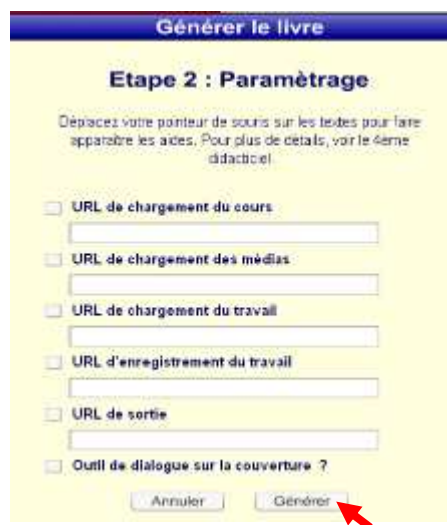 Générer le livre
Etape 2 : Paramètrage
Déplacez votre pointeur de souris sur les textes pour faire
apparaître les aides. Pour plus de détails, voir le 4ème
didacticiel
URL de chargement du cours
URL de chargement des médias
URL de chargement du travail
URL d'enregistrement du travail
URL de sortie
Outil de dialogue sur la couverture ?
Annuler Générer